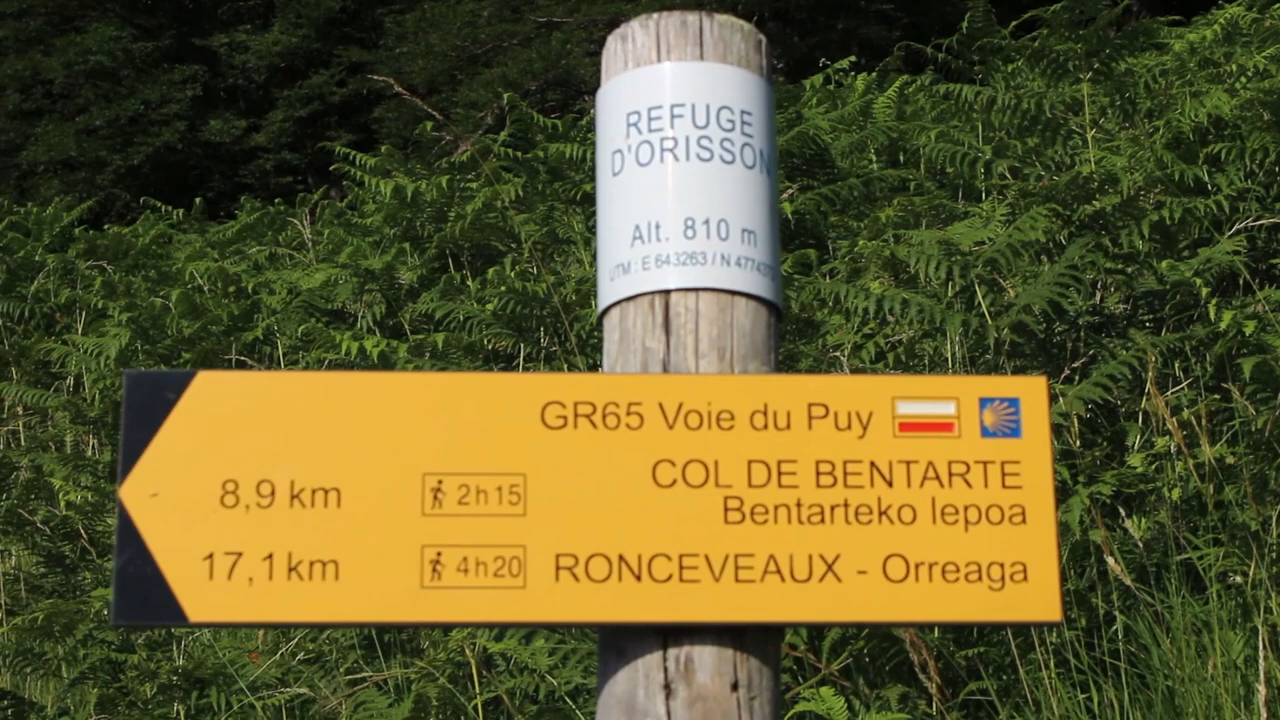 REFUGE
D'ORISSON
Alt. 810 m
UTM : E 643263 / N
GR65 Voie du Puy
COL DE BENTARTE
8,9 km 2h15 Bentarteko lepoa
17,1 km 4h20 RONCEVEAUX - Orreaga